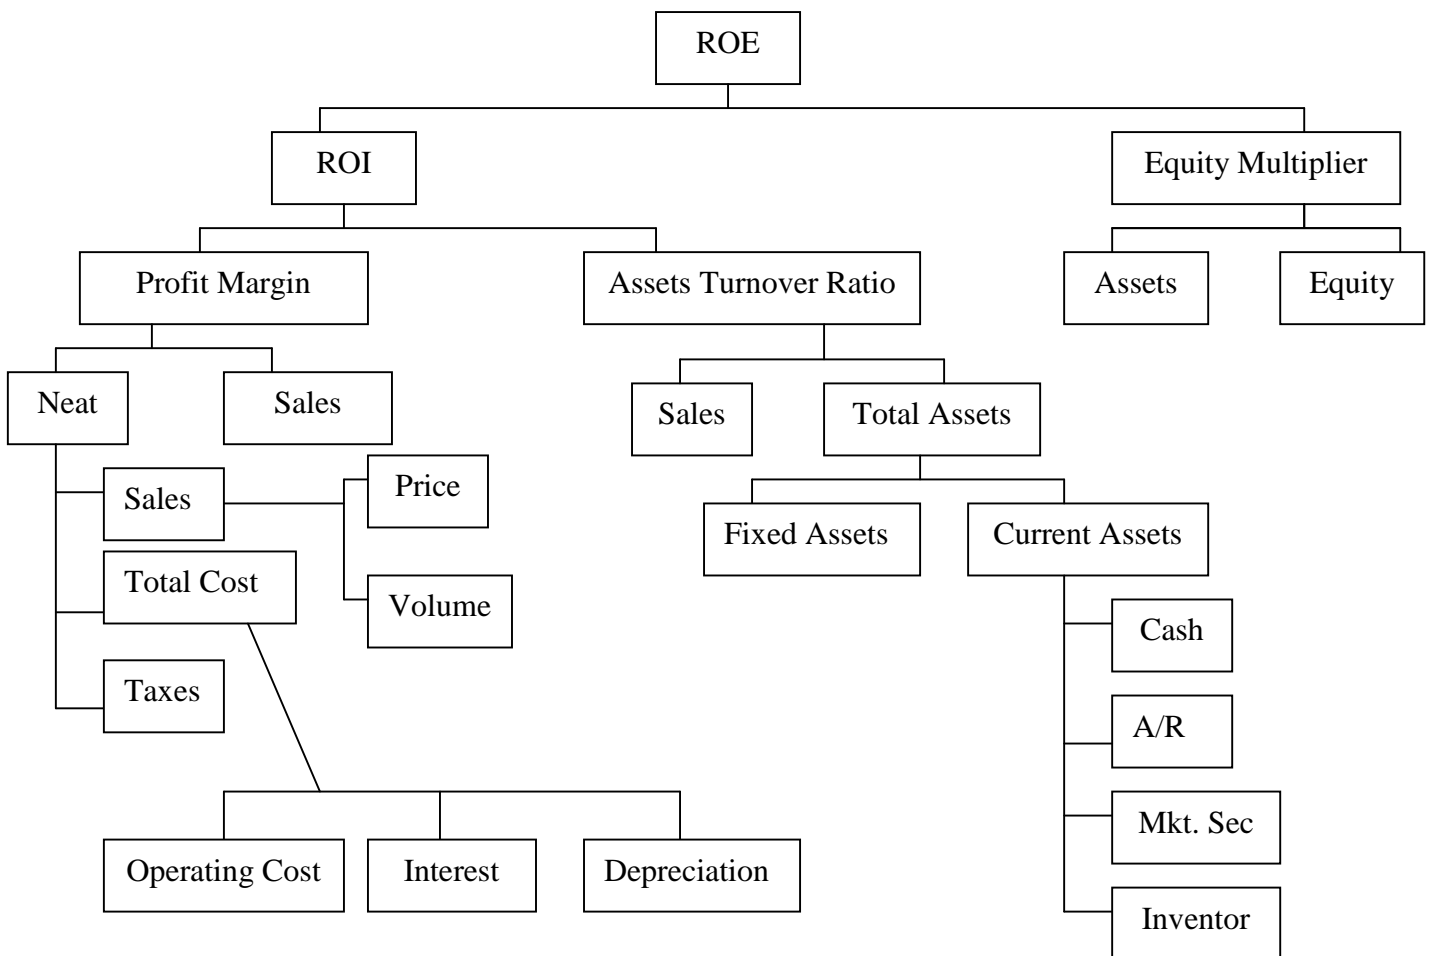 ROE
ROI
Equity Multiplier
Profit Margin
Assets Turnover Ratio
Assets
Equity
Neat
Sales
Sales
Total Assets
Sales
Price
Fixed Assets
Current Assets
Total Cost
Volume
Cash
Taxes
A/R
Mkt. Sec
Operating Cost
Interest
Depreciation
Inventor